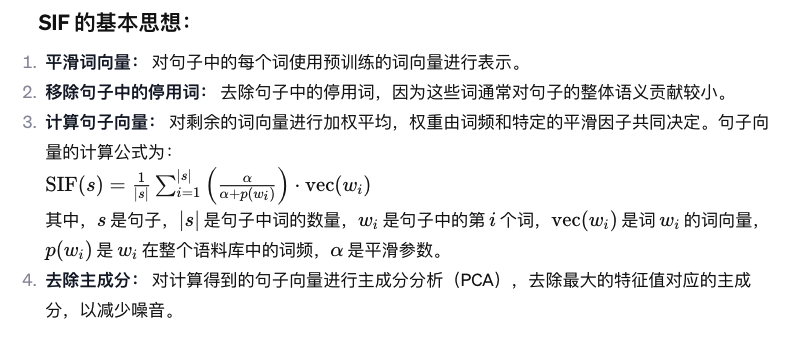 SIF 的基本思想：
1. 平滑词向量： 对句子中的每个词使用预训练的词向量进行表示。
2. 移除句子中的停用词： 去除句子中的停用词，因为这些词通常对句子的整体语义贡献较小。
3. 计算句子向量： 对剩余的词向量进行加权平均，权重由词频和特定的平滑因子共同决定。句子向
量的计算公式为：
SIF(s) = \frac{1}{|s|} \sum_{i=1}^{|s|} \left( \frac{α}{α+p(w_i)} \right) · vec(w_i)
其中，s 是句子，|s| 是句子中词的数量，w_i 是句子中的第 i 个词，vec(w_i) 是词 w_i 的词向量，
p(w_i) 是 w_i 在整个语料库中的词频，α 是平滑参数。
4. 去除主成分： 对计算得到的句子向量进行主成分分析（PCA），去除最大的特征值对应的主成
分，以减少噪音。